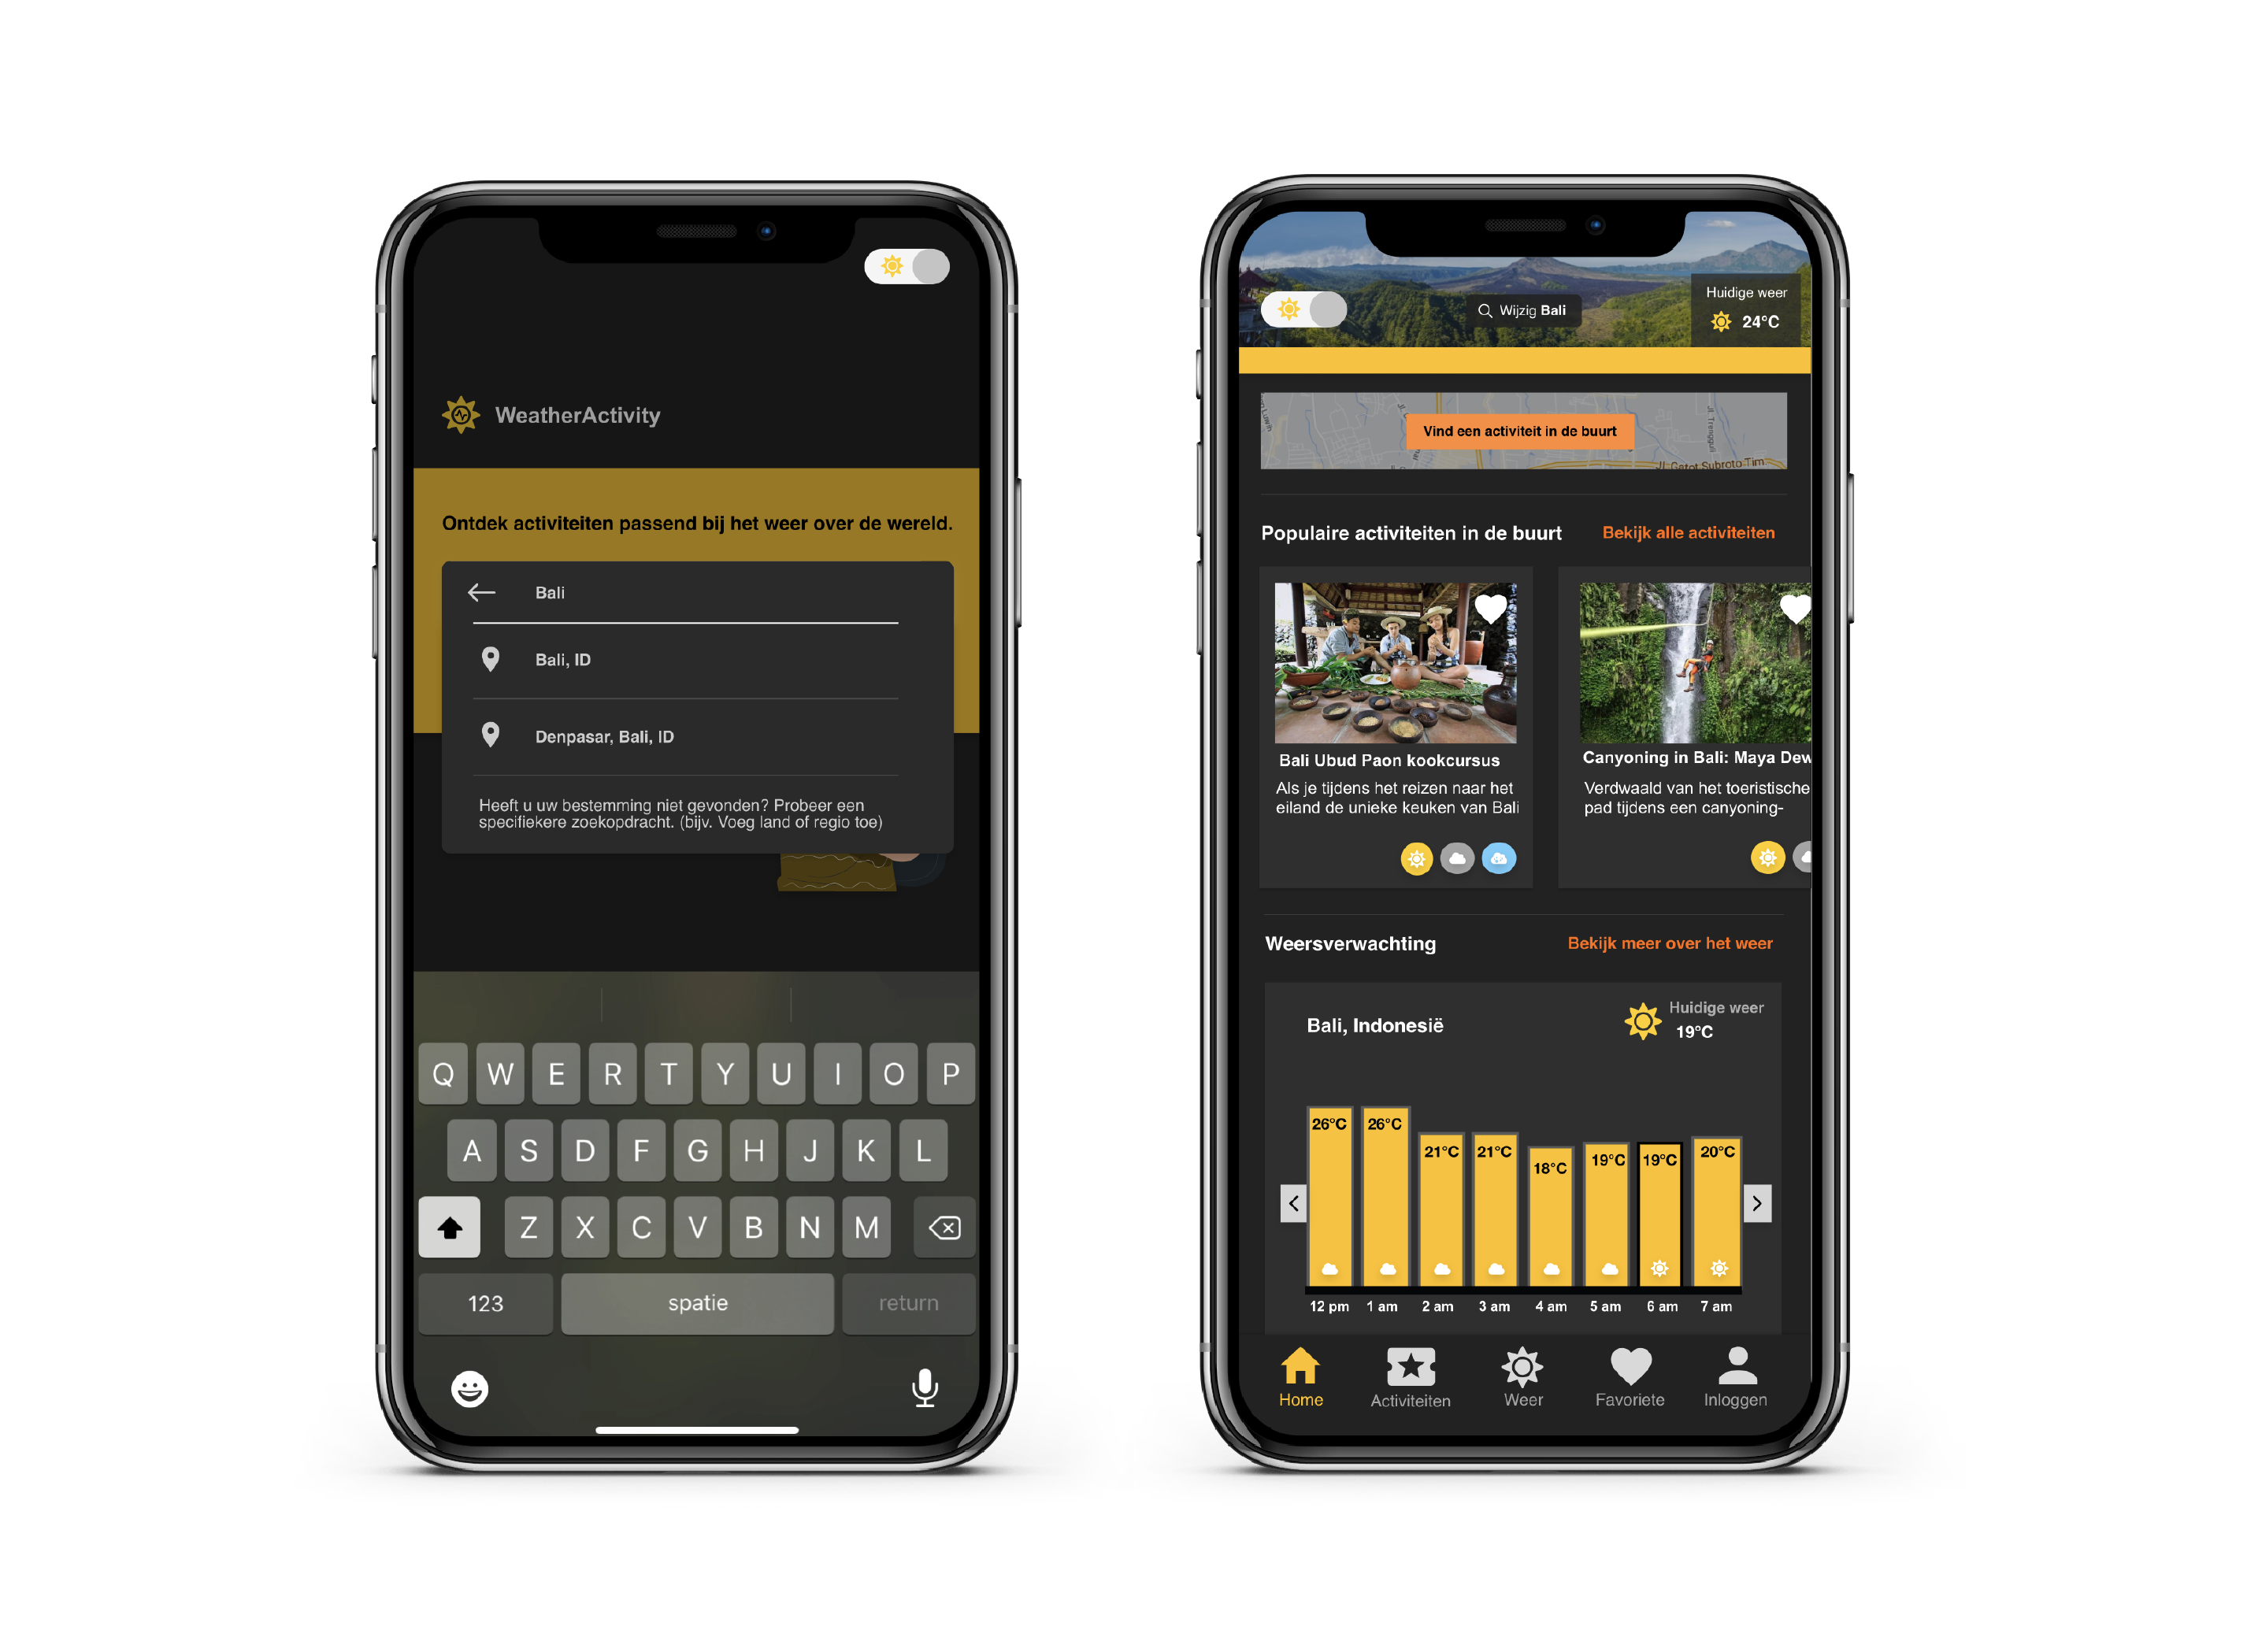 WeatherActivity
Ontdek activiteiten passend bij het weer over de wereld.
Bali
Bali, ID
Denpasar, Bali, ID
Heeft u uw bestemming niet gevonden? Probeer een
specifiekere zoekopdracht. (bijv. Voeg land of regio toe)
Q W E R T Y U I O P
A S D F G H J K L
Z X C V B N M
123 spatie return
Huidige weer
Wijzig Bali
24°C
Vind een activiteit in de buurt
Jl. Gatot Subroto Tim
Populaire activiteiten in de buurt Bekijk alle activiteiten
Bali Ubud Paon kookcursus
Als je tijdens het reizen naar het
eiland de unieke keuken van Bali
Canyoning in Bali: Maya Dew
Verdwaald van het toeristische
pad tijdens een canyoning-
Weersverwachting Bekijk meer over het weer
Bali, Indonesië
Huidige weer
19°C
26°C 26°C 21°C 21°C 18°C 19°C 19°C 20°C
12 pm 1 am 2 am 3 am 4 am 5 am 6 am 7 am
Home Activiteiten Weer Favoriete Inloggen